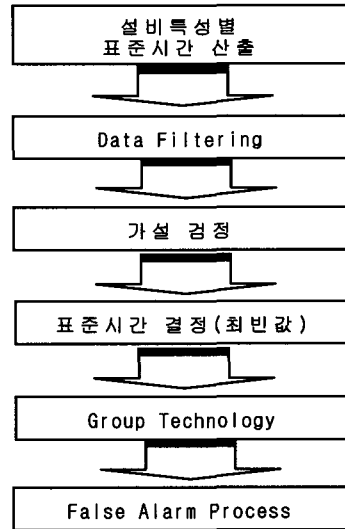 설비특성별
표준시간 산출
Data Filtering
가설 검정
표준시간 결정(최빈값)
Group Technology
False Alarm Process